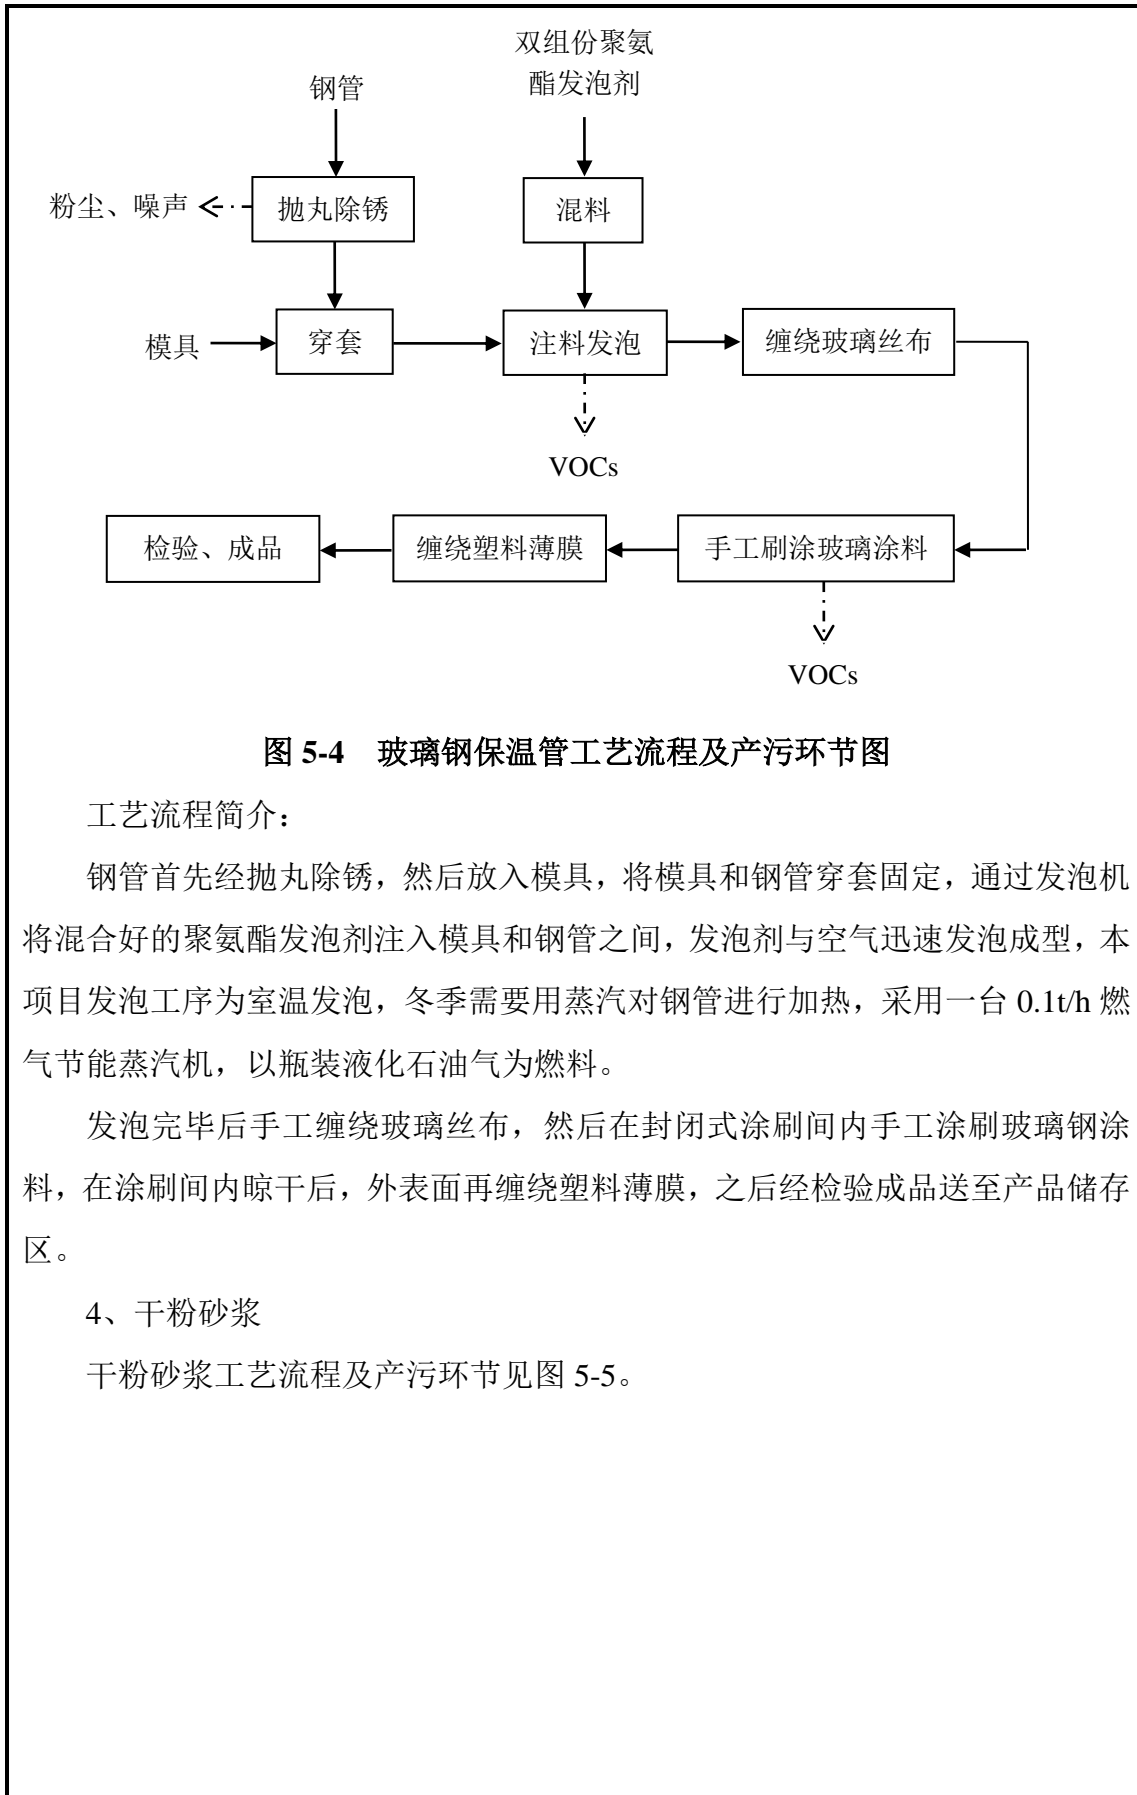 双组份聚氨
酯发泡剂
钢管
粉尘、噪声
抛丸除锈
混料
模具
穿套
注料发泡
缠绕玻璃丝布
VOCs
检验、成品
缠绕塑料薄膜
手工刷涂玻璃涂料
VOCs
图 5-4 玻璃钢保温管工艺流程及产污环节图
工艺流程简介：
钢管首先经抛丸除锈，然后放入模具，将模具和钢管穿套固定，通过发泡机
将混合好的聚氨酯发泡剂注入模具和钢管之间，发泡剂与空气迅速发泡成型，本
项目发泡工序为室温发泡，冬季需要用蒸汽对钢管进行加热，采用一台 0.1t/h 燃
气节能蒸汽机，以瓶装液化石油气为燃料。
发泡完毕后手工缠绕玻璃丝布，然后在封闭式涂刷间内手工涂刷玻璃钢涂
料，在涂刷间内晾干后，外表面再缠绕塑料薄膜，之后经检验成品送至产品储存
区。
4、干粉砂浆
干粉砂浆工艺流程及产污环节见图 5-5。